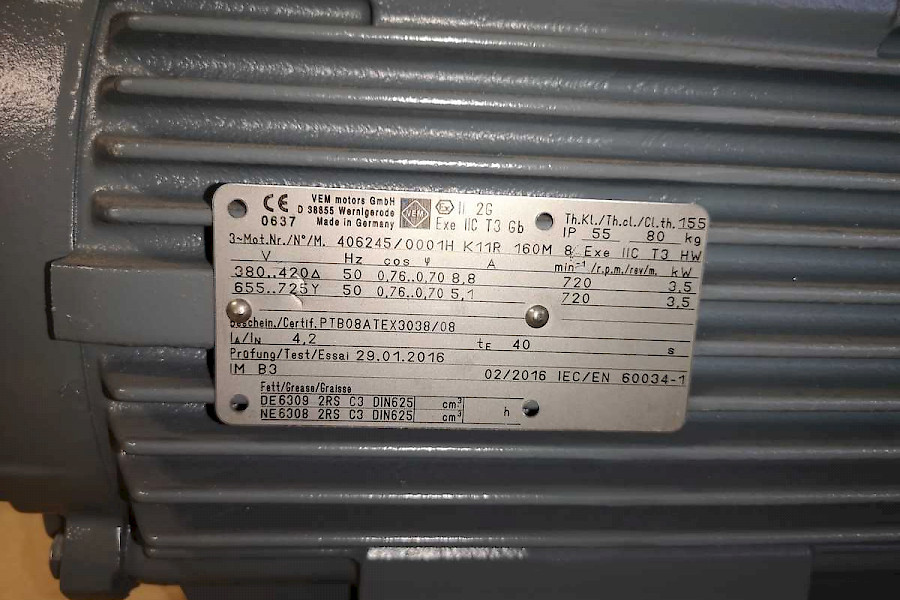 CE 0637
VEM motors GmbH
D 38855 Wernigerode
Made in Germany
VEM
Ex II 2G
Exe IIC T3 Gb
Th.Kl./Th.cl./Cl.th. 155
IP 55 80 kg
3~Mot.Nr./N°/M. 406245/0001H K11R 160M 8 Exe IIC T3 HW
V Hz cos φ A min⁻¹/r.p.m./rev/m. kW
380..420Δ 50 0,76..0,70 8,8 720 3,5
655..725Y 50 0,76..0,70 5,1 720 3,5
Beschein./Certif. PTB08ATEX3038/08
IA/IN 4,2 tE 40 s
Prüfung/Test/Essai 29.01.2016
IM B3 02/2016 IEC/EN 60034-1
Fett/Grease/Graisse
DE6309 2RS C3 DIN625 cm³
NE6308 2RS C3 DIN625 cm³ h